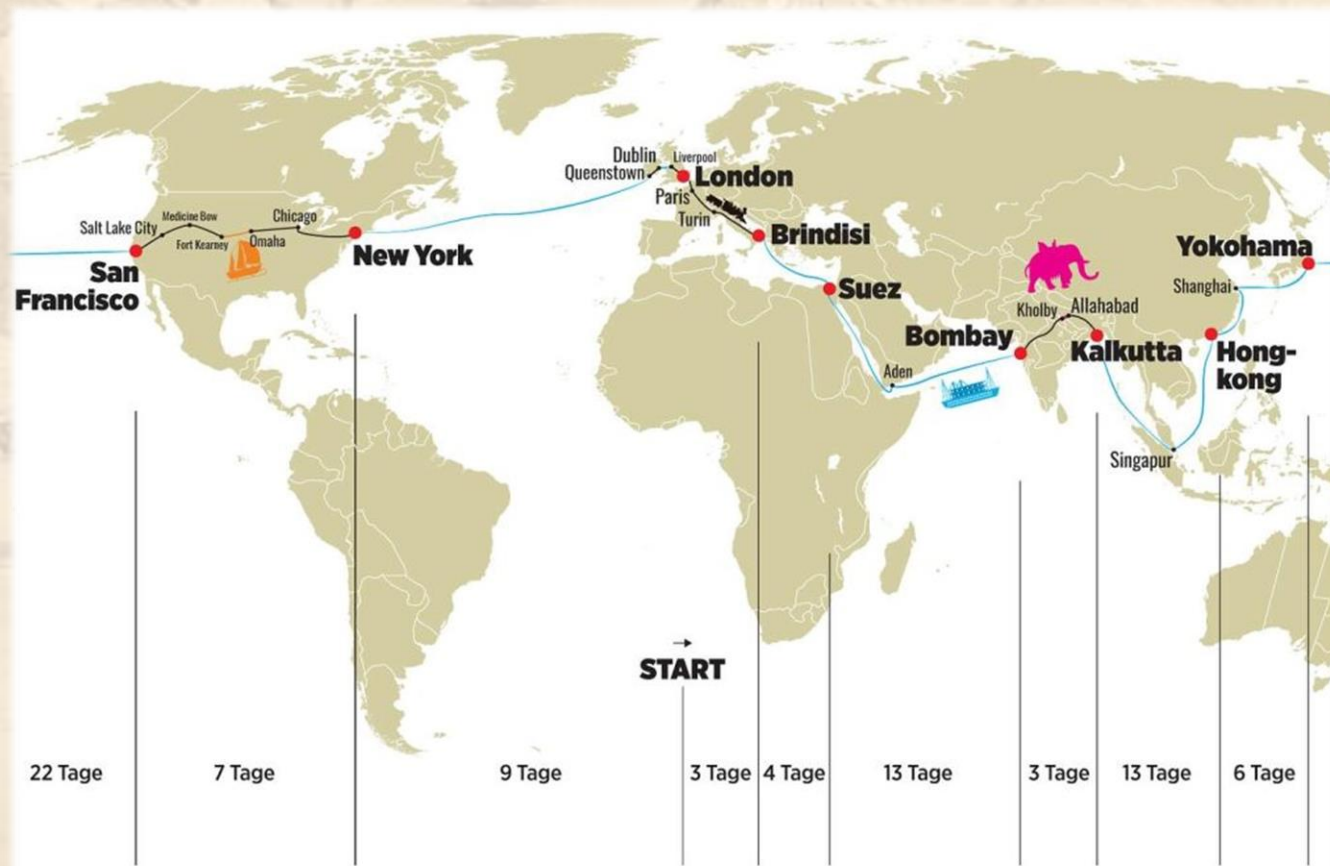 Dublin
Liverpool
Queenstown
London
Paris
Turin
Brindisi
Salt Lake City
Medicine Bow
Chicago
Fort Kearney
Omaha
New York
San
Francisco
Suez
Yokohama
Shanghai
Kholby
Allahabad
Bombay
Kalkutta
Hong-
kong
Aden
Singapur
START
22 Tage
7 Tage
9 Tage
3 Tage
4 Tage
13 Tage
3 Tage
13 Tage
6 Tage